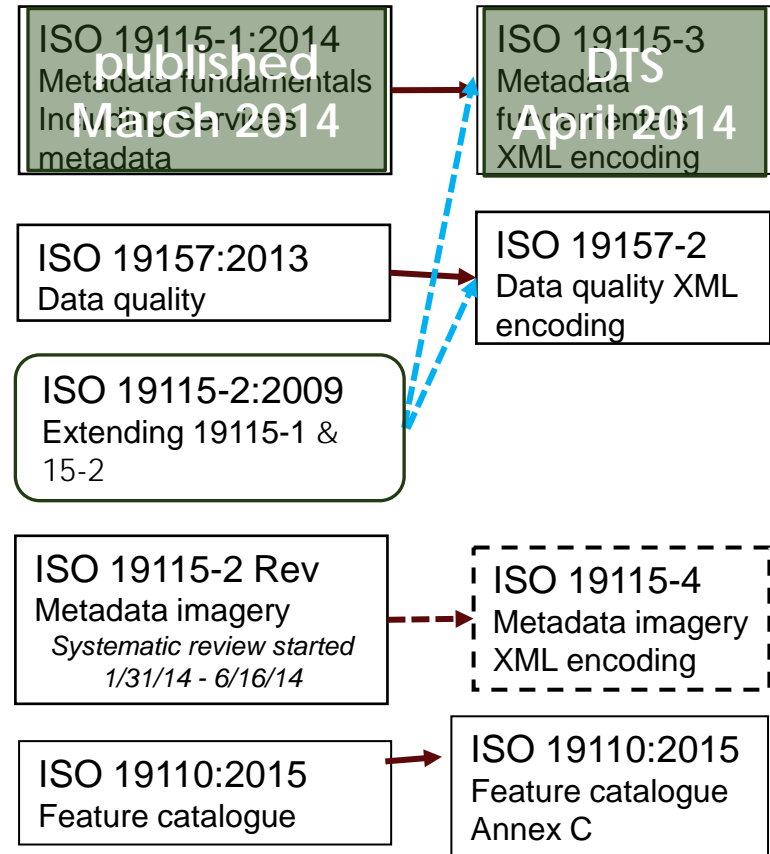 ISO 19115-1:2014
Metadata fundamentals
Including Services
metadata
published
March 2014
ISO 19115-3
Metadata
fundamentals
XML encoding
DTS
April 2014
ISO 19157:2013
Data quality
ISO 19157-2
Data quality XML
encoding
ISO 19115-2:2009
Extending 19115-1 &
15-2
ISO 19115-2 Rev
Metadata imagery
Systematic review started
1/31/14 - 6/16/14
ISO 19115-4
Metadata imagery
XML encoding
ISO 19110:2015
Feature catalogue
ISO 19110:2015
Feature catalogue
Annex C